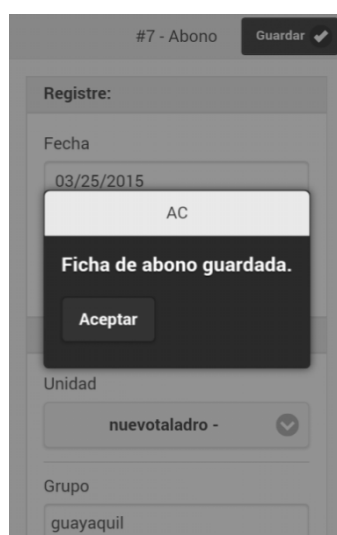 #7 - Abono
Guardar
Registre:
Fecha
03/25/2015
AC
Ficha de abono guardada.
Aceptar
Unidad
nuevotaladro -
Grupo
guayaquil